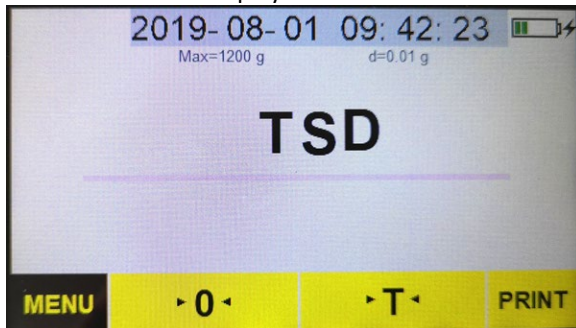 2019-08-01 09:42:23
Max=1200 g d=0.01 g
TSD
MENU ▸0◂ ▸T◂ PRINT